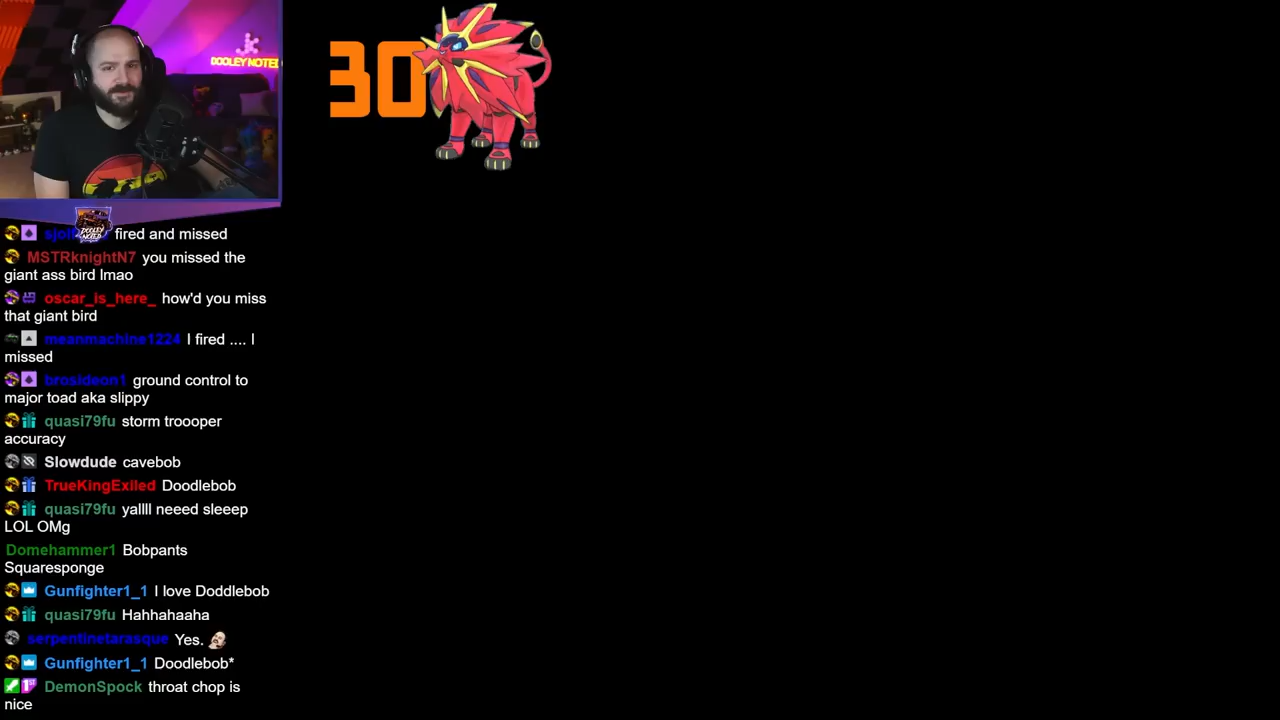 DOOLEYNOTED
30
DOOLEY
NOTED
fired and missed
MSTRknightN7 you missed the
giant ass bird lmao
oscar_is_here_ how'd you miss
that giant bird
meanmachine1224 I fired .... I
missed
brosideon1 ground control to
major toad aka slippy
quasi79fu storm troooper
accuracy
Slowdude cavebob
TrueKingExiled Doodlebob
quasi79fu yallll neeed sleeep
LOL OMg
Domehammer1 Bobpants
Squaresponge
Gunfighter1_1 I love Doddlebob
quasi79fu Hahhahaaha
serpentinetarasque Yes.
Gunfighter1_1 Doodlebob*
DemonSpock throat chop is
nice